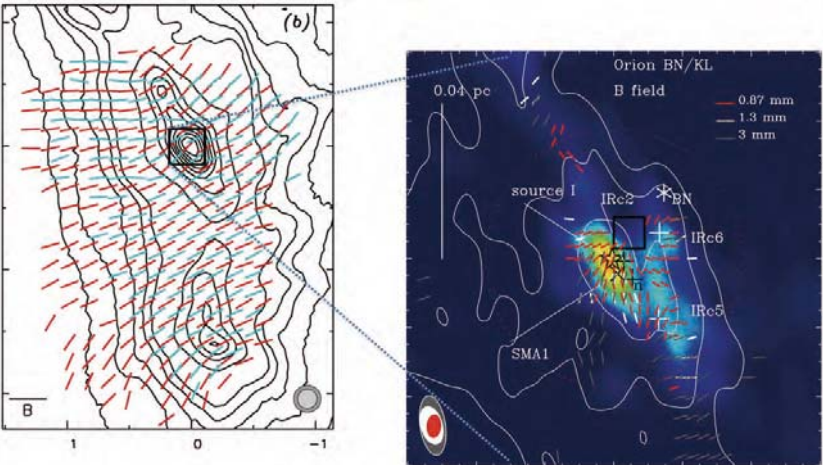 (b)
B
1
0
-1
Orion BN/KL
0.04 pc
B field
0.87 mm
1.3 mm
3 mm
source I
IRc2
BN
IRc6
n
IRc5
SMA1